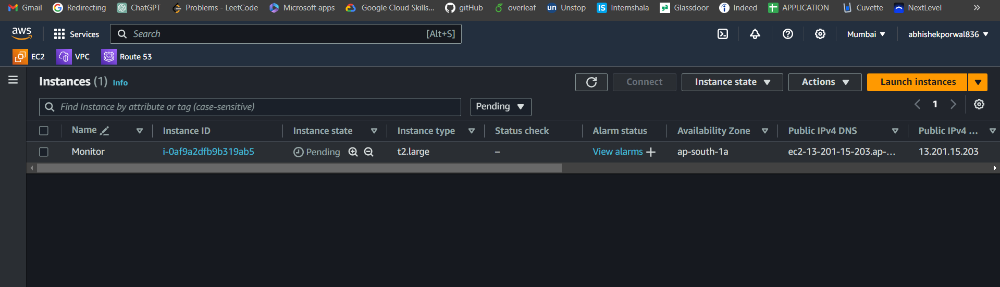 Gmail Redirecting ChatGPT Problems - LeetCode Microsoft apps Google Cloud Skills... gitHub overleaf un Unstop IS Internshala Glassdoor Indeed APPLICATION Cuvette NextLevel »
aws Services Search [Alt+S] Mumbai ▼ abhishekporwal836 ▼
EC2 VPC 53 Route 53
Instances (1) Info Connect Instance state ▼ Actions ▼ Launch instances ▼
Find Instance by attribute or tag (case-sensitive) Pending ▼ < 1 >
Name Instance ID Instance state Instance type Status check Alarm status Availability Zone Public IPv4 DNS Public IPv4 ...
Monitor i-0af9a2dfb9b319ab5 Pending t2.large – View alarms + ap-south-1a ec2-13-201-15-203.ap-... 13.201.15.203